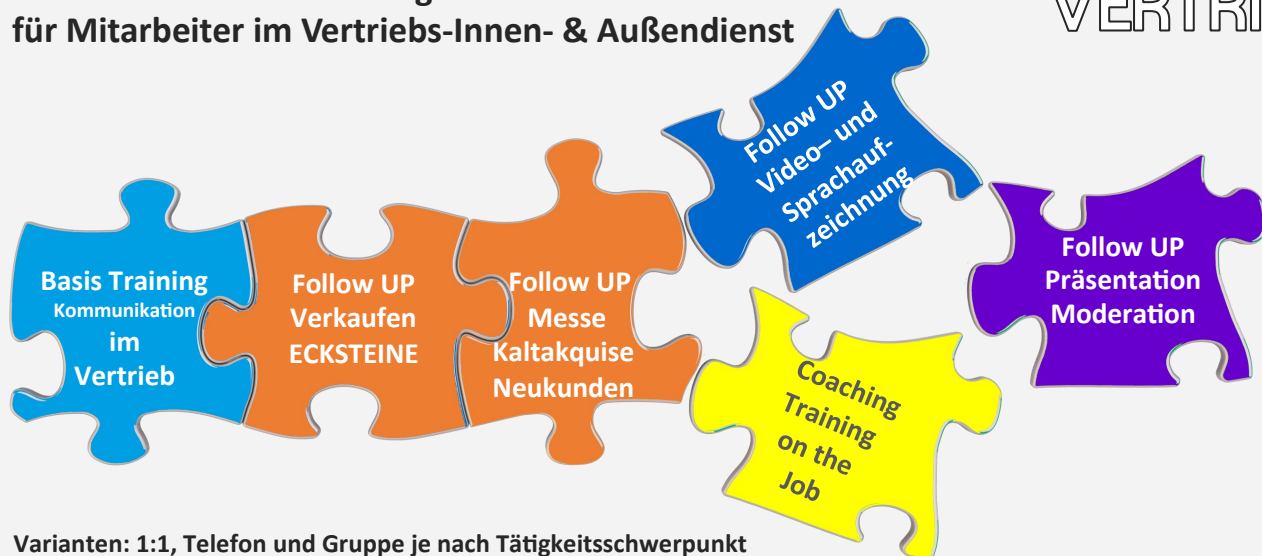 für Mitarbeiter im Vertriebs-Innen- & Außendienst
Basis Training
Kommunikation
im
Vertrieb
Follow UP
Verkaufen
ECKSTEINE
Follow UP
Messe
Kaltakquise
Neukunden
Follow UP
Video– und
Sprachauf-
zeichnung
Coaching
Training
on the
Job
Follow UP
Präsentation
Moderation
Varianten: 1:1, Telefon und Gruppe je nach Tätigkeitsschwerpunkt